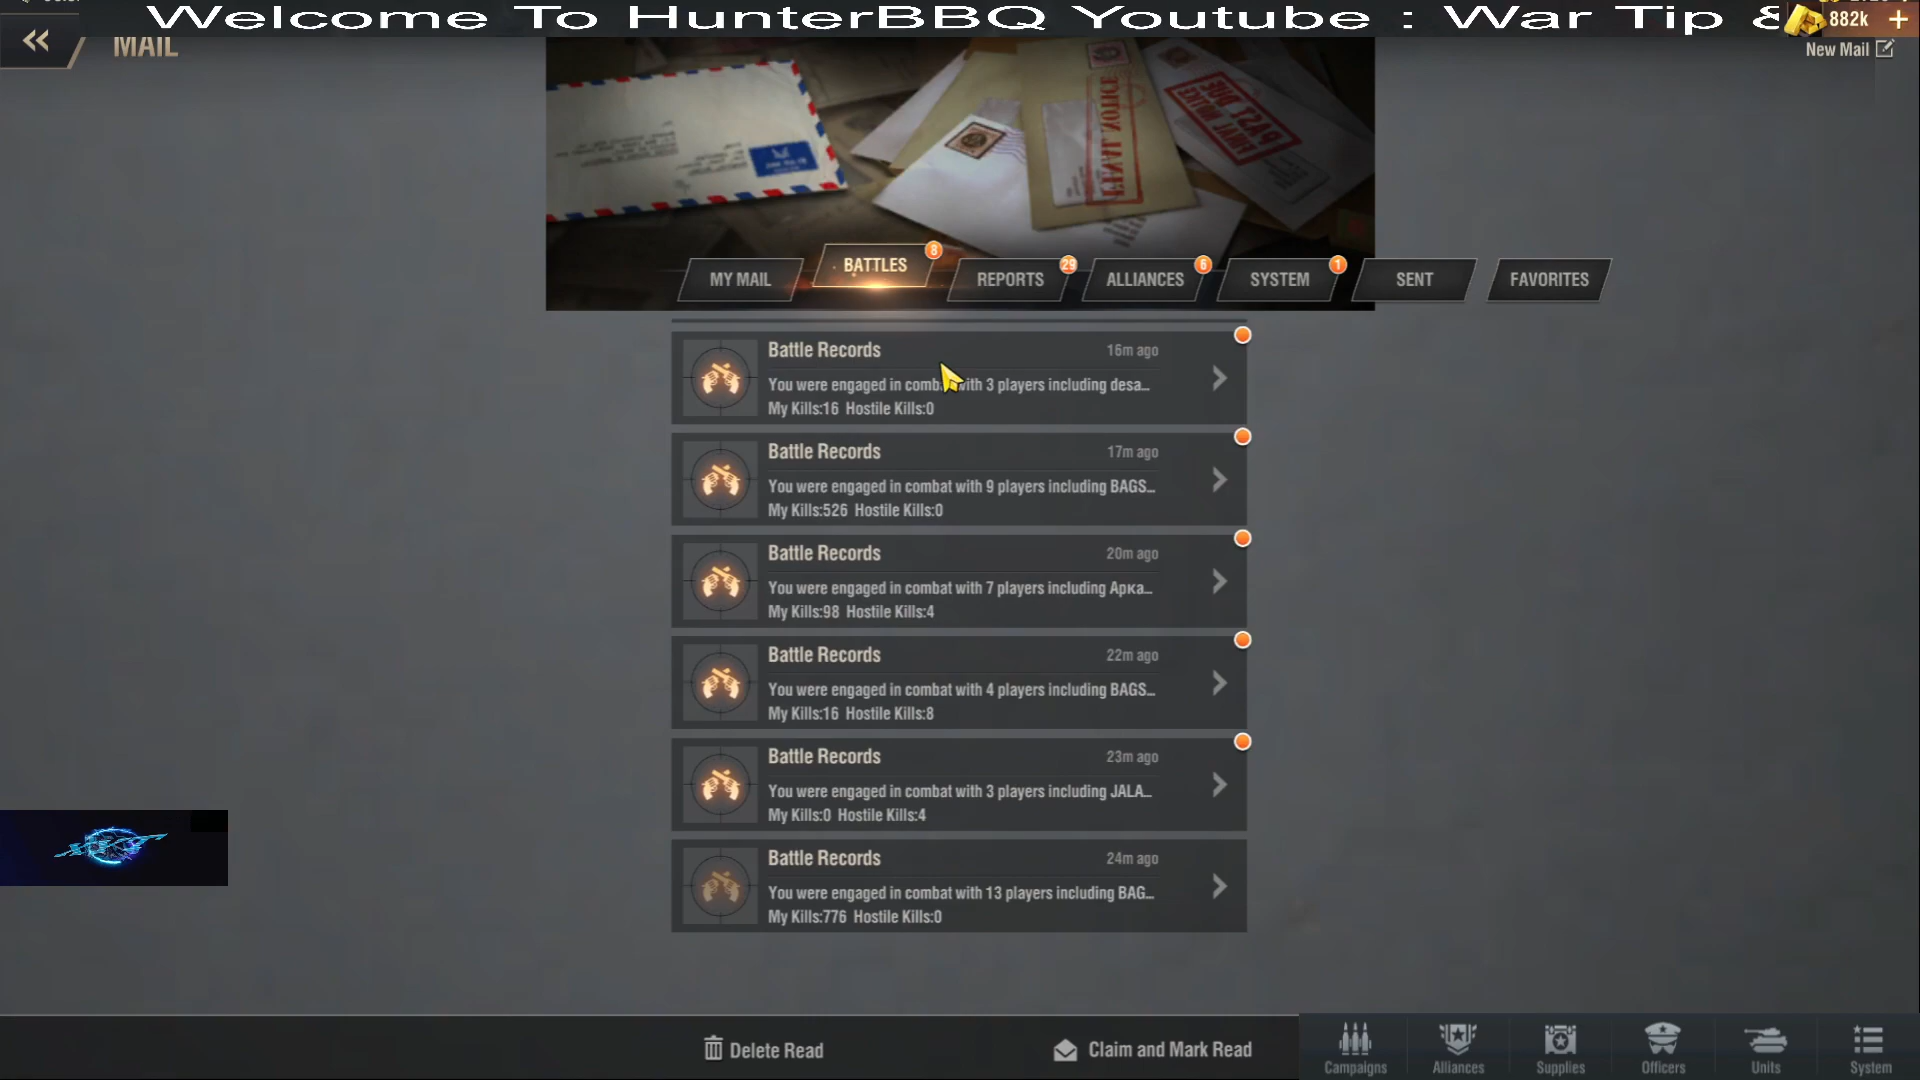 Welcome To HunterBBQ Youtube : War Tip &
882k
MAIL
New Mail
FINAL NOTICE
PAST DUE
MY MAIL
BATTLES
8
REPORTS
29
ALLIANCES
6
SYSTEM
1
SENT
FAVORITES
Battle Records
16m ago
You were engaged in combat with 3 players including desa...
My Kills:16 Hostile Kills:0
Battle Records
17m ago
You were engaged in combat with 9 players including BAGS...
My Kills:526 Hostile Kills:0
Battle Records
20m ago
You were engaged in combat with 7 players including Арка...
My Kills:98 Hostile Kills:4
Battle Records
22m ago
You were engaged in combat with 4 players including BAGS...
My Kills:16 Hostile Kills:8
Battle Records
23m ago
You were engaged in combat with 3 players including JALA...
My Kills:0 Hostile Kills:4
Battle Records
24m ago
You were engaged in combat with 13 players including BAG...
My Kills:776 Hostile Kills:0
Delete Read
Claim and Mark Read
Campaigns
Alliances
Supplies
Officers
Units
System